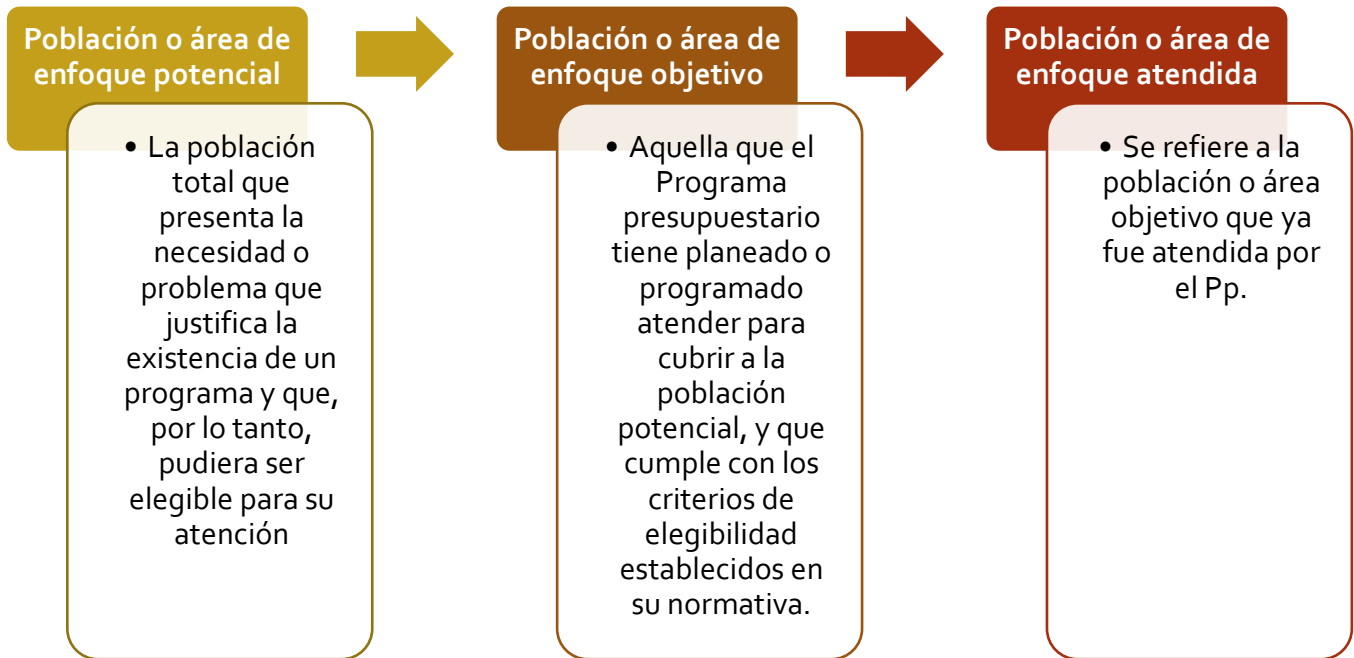 Población o área de
enfoque potencial
• La población
total que
presenta la
necesidad o
problema que
justifica la
existencia de un
programa y que,
por lo tanto,
pudiera ser
elegible para su
atención
Población o área de
enfoque objetivo
• Aquella que el
Programa
presupuestario
tiene planeado o
programado
atender para
cubrir a la
población
potencial, y que
cumple con los
criterios de
elegibilidad
establecidos en
su normativa.
Población o área de
enfoque atendida
• Se refiere a la
población o área
objetivo que ya
fue atendida por
el Pp.